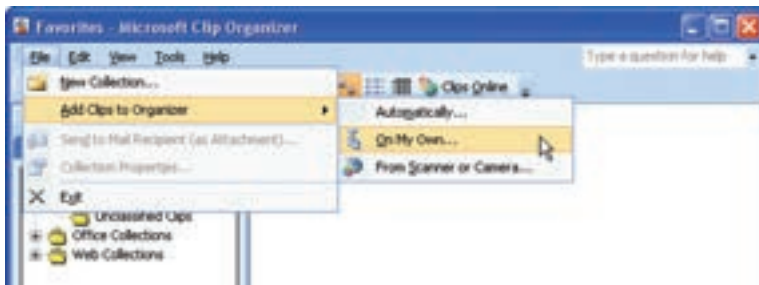 Favorites - Microsoft Clip Organizer
File Edit View Tools Help
Type a question for help
New Collection...
Clips Online
Add Clips to Organizer
Automatically...
Send to Mail Recipient (as Attachment)...
On My Own...
Collection Properties...
From Scanner or Camera...
Exit
Unclassified Clips
Office Collections
Web Collections